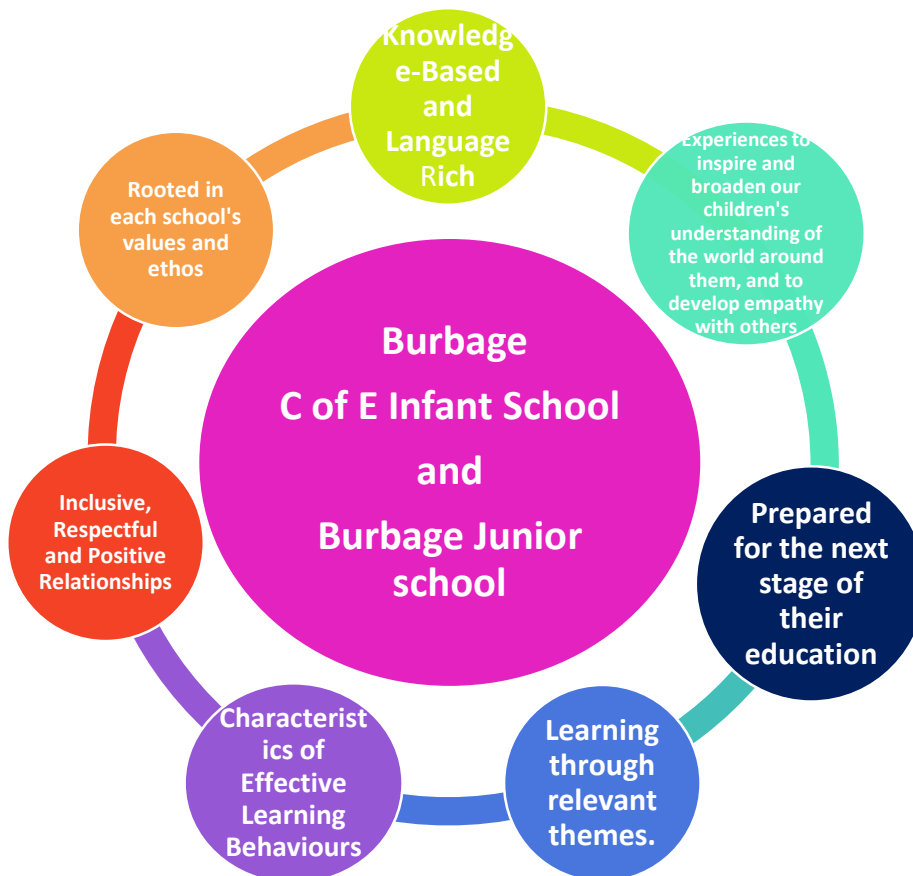 Knowledg
e-Based
and
Language
Rich
Experiences to
inspire and
broaden our
children's
understanding of
the world around
them, and to
develop empathy
with others
Prepared
for the next
stage of
their
education
Learning
through
relevant
themes.
Characterist
ics of
Effective
Learning
Behaviours
Inclusive,
Respectful
and Positive
Relationships
Rooted in
each school's
values and
ethos
Burbage
C of E Infant School
and
Burbage Junior
school